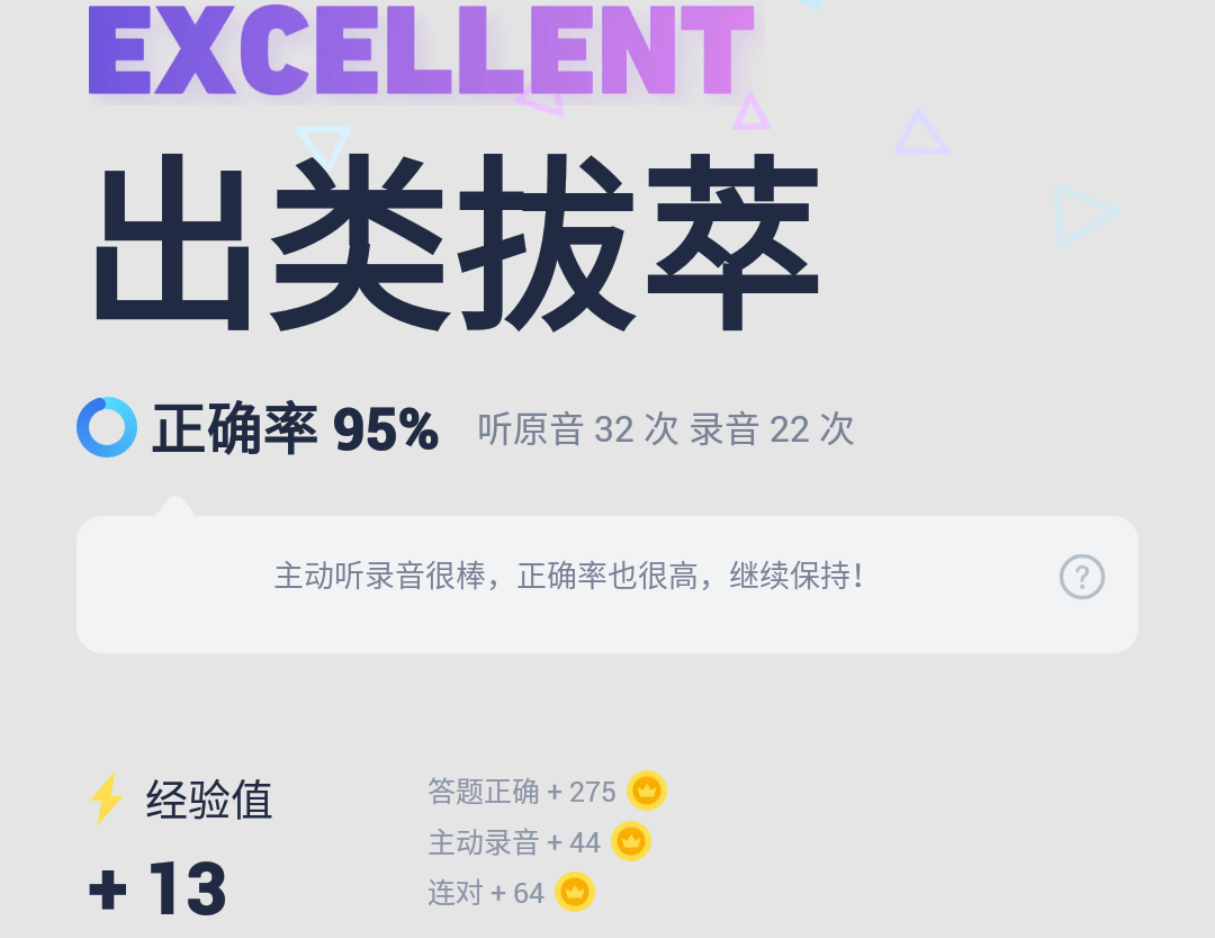 EXCELLENT
出类拔萃
正确率 95% 听原音 32 次 录音 22 次
主动听录音很棒，正确率也很高，继续保持！
?
经验值
+ 13
答题正确 + 275
主动录音 + 44
连对 + 64